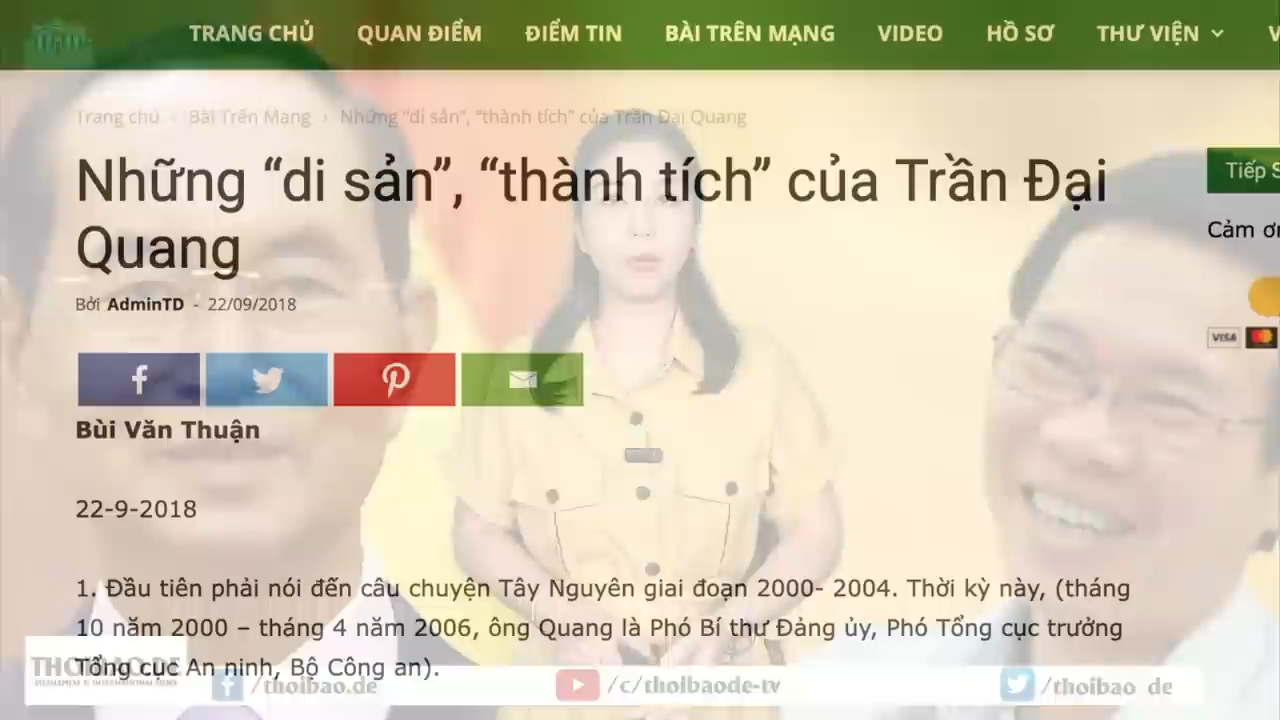 TRANG CHỦ QUAN ĐIỂM ĐIỂM TIN BÀI TRÊN MẠNG VIDEO HỒ SƠ THƯ VIỆN V
Trang chủ › Bài Trên Mạng › Những “di sản”, “thành tích” của Trần Đại Quang
Những “di sản”, “thành tích” của Trần Đại
Quang
Tiếp S
Cảm ơn
Bởi AdminTD - 22/09/2018
VISA
Bùi Văn Thuận
22-9-2018
1. Đầu tiên phải nói đến câu chuyện Tây Nguyên giai đoạn 2000- 2004. Thời kỳ này, (tháng
10 năm 2000 – tháng 4 năm 2006, ông Quang là Phó Bí thư Đảng ủy, Phó Tổng cục trưởng
Tổng cục An ninh, Bộ Công an).
THOIBAO.DE
/thoibao.de
/c/thoibaode-tv
/thoibao_de